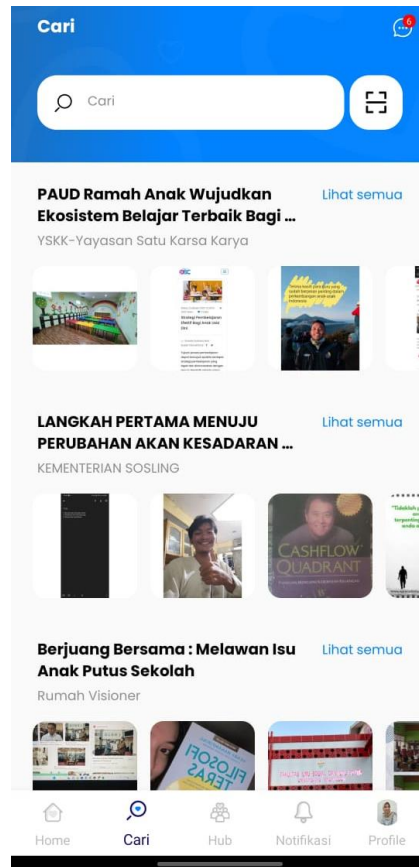 Cari
6
Cari
PAUD Ramah Anak Wujudkan
Ekosistem Belajar Terbaik Bagi ...
Lihat semua
YSKK-Yayasan Satu Karsa Karya
LANGKAH PERTAMA MENUJU
PERUBAHAN AKAN KESADARAN ...
Lihat semua
KEMENTERIAN SOSLING
CASHFLOW
QUADRANT
Berjuang Bersama : Melawan Isu
Anak Putus Sekolah
Lihat semua
Rumah Visioner
FILOSOFI
TERAS
Home
Cari
Hub
Notifikasi
Profile